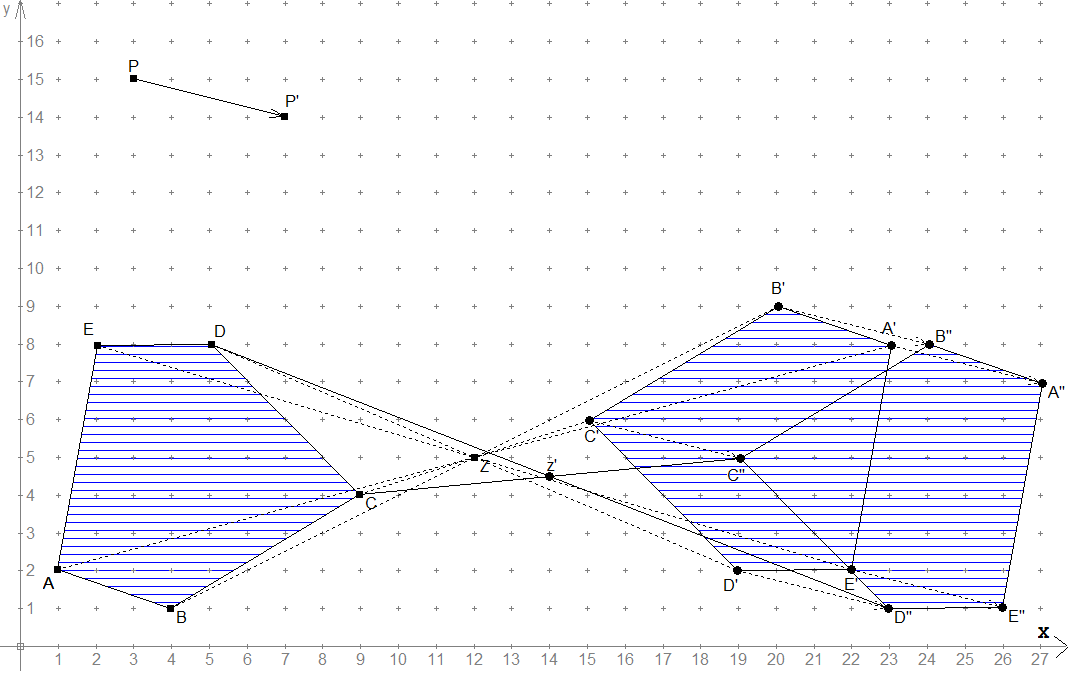 y
16
P
15
P'
14
13
12
11
10
B'
9
E
D
A'
B"
8
7
A"
6
C'
5
Z
z'
C"
4
C
3
2
A
D'
E'
1
B
D"
E"
x
1 2 3 4 5 6 7 8 9 10 11 12 13 14 15 16 17 18 19 20 21 22 23 24 25 26 27